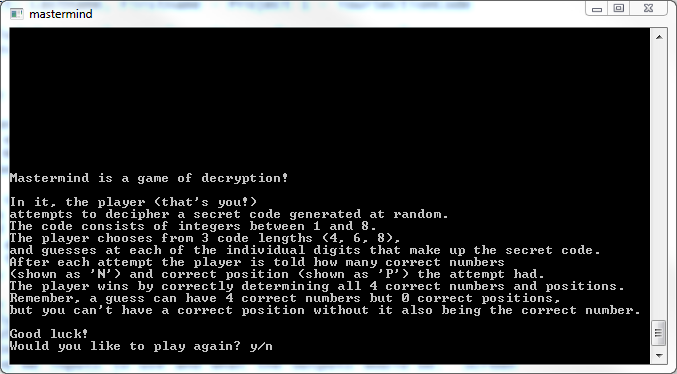 mastermind
Mastermind is a game of decryption!
In it, the player (that's you!)
attempts to decipher a secret code generated at random.
The code consists of integers between 1 and 8.
The player chooses from 3 code lengths (4, 6, 8),
and guesses at each of the individual digits that make up the secret code.
After each attempt the player is told how many correct numbers
(shown as 'N') and correct position (shown as 'P') the attempt had.
The player wins by correctly determining all 4 correct numbers and positions.
Remember, a guess can have 4 correct numbers but 0 correct positions,
but you can't have a correct position without it also being the correct number.
Good luck!
Would you like to play again? y/n